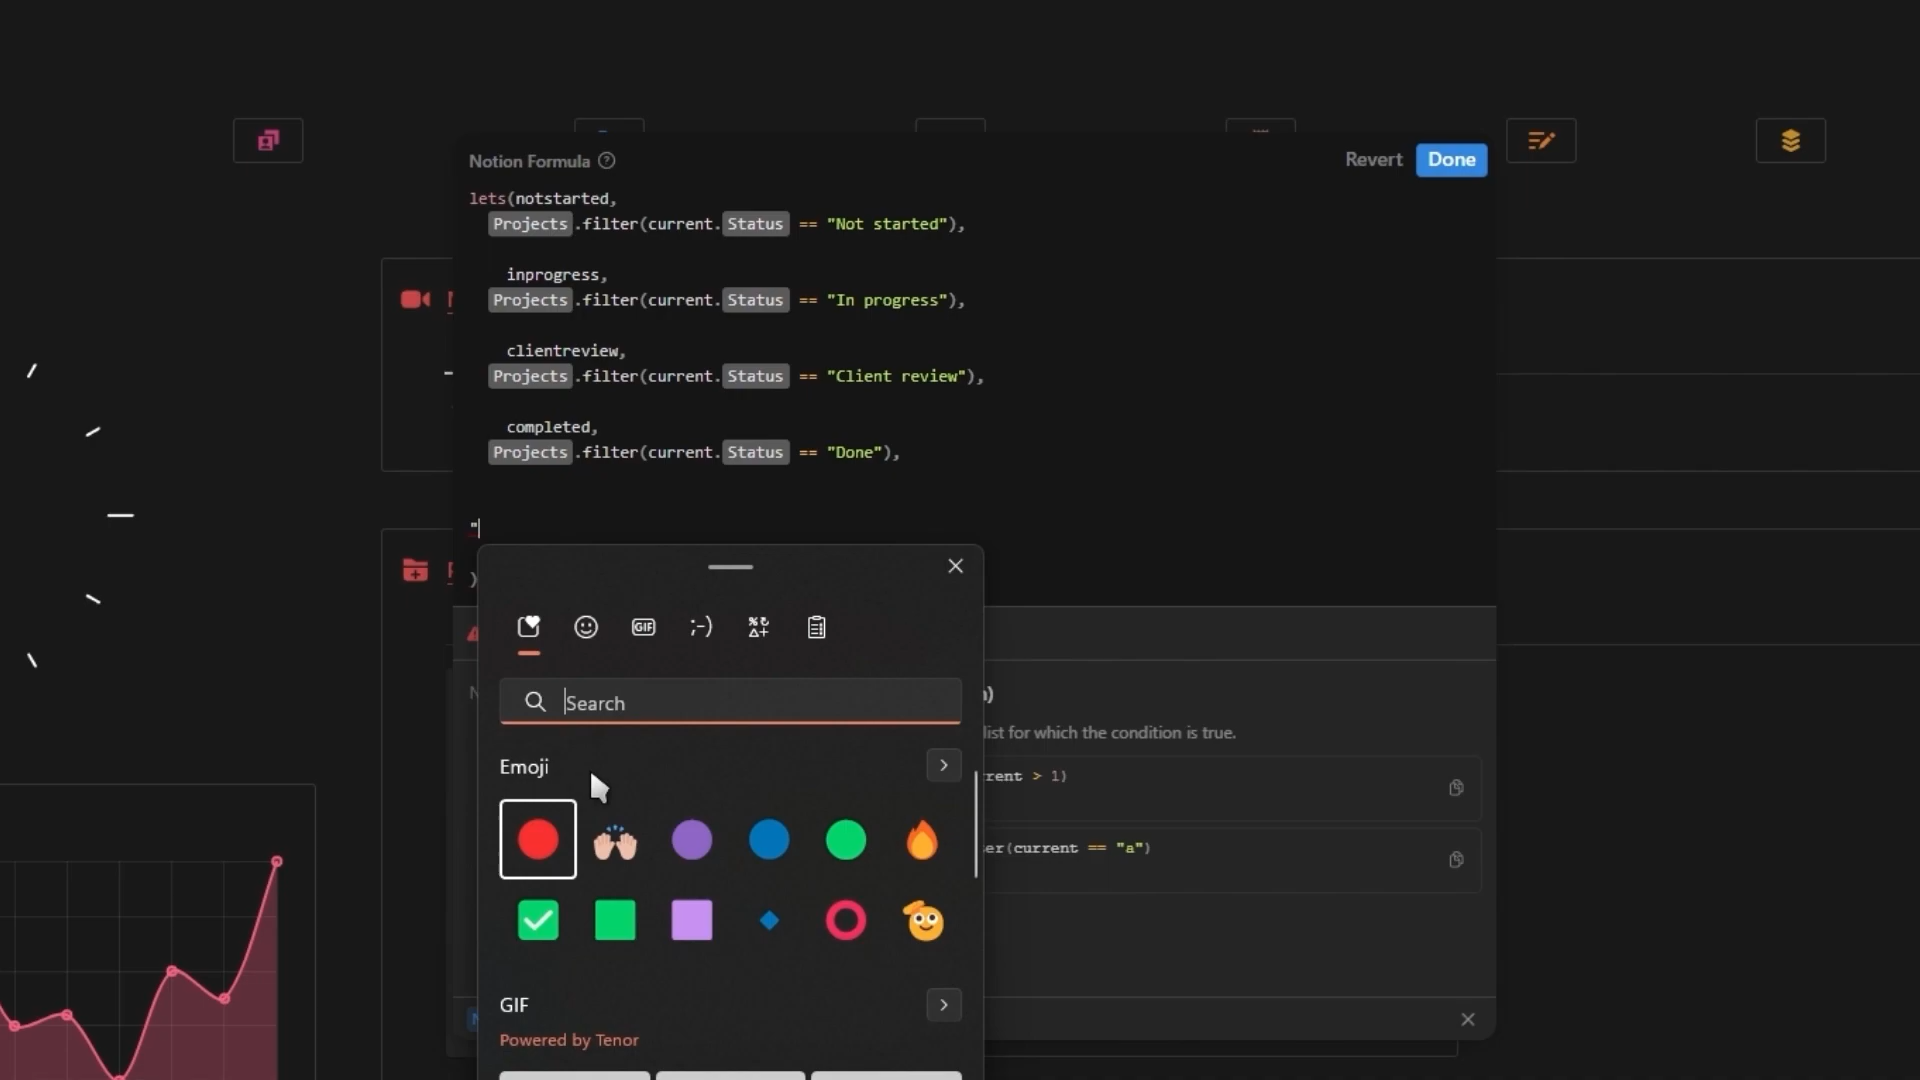 Notion Formula
Revert
Done
lets(notstarted,
Projects.filter(current.Status == "Not started"),
inprogress,
Projects.filter(current.Status == "In progress"),
clientreview,
Projects.filter(current.Status == "Client review"),
completed,
Projects.filter(current.Status == "Done"),
"
)
GIF
;-)
Search
Emoji
list for which the condition is true.
rrent > 1)
er(current == "a")
GIF
Powered by Tenor